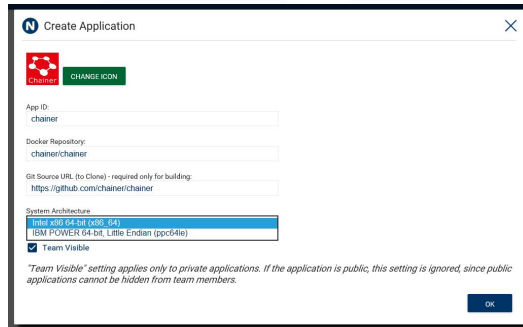 N Create Application
Chainer
CHANGE ICON
App ID:
chainer
Docker Repository:
chainer/chainer
Git Source URL (to Clone) - required only for building:
https://github.com/chainer/chainer
System Architecture
Intel x86 64-bit (x86_64)
IBM POWER 64-bit, Little Endian (ppc64le)
Team Visible
"Team Visible" setting applies only to private applications. If the application is public, this setting is ignored, since public
applications cannot be hidden from team members.
OK